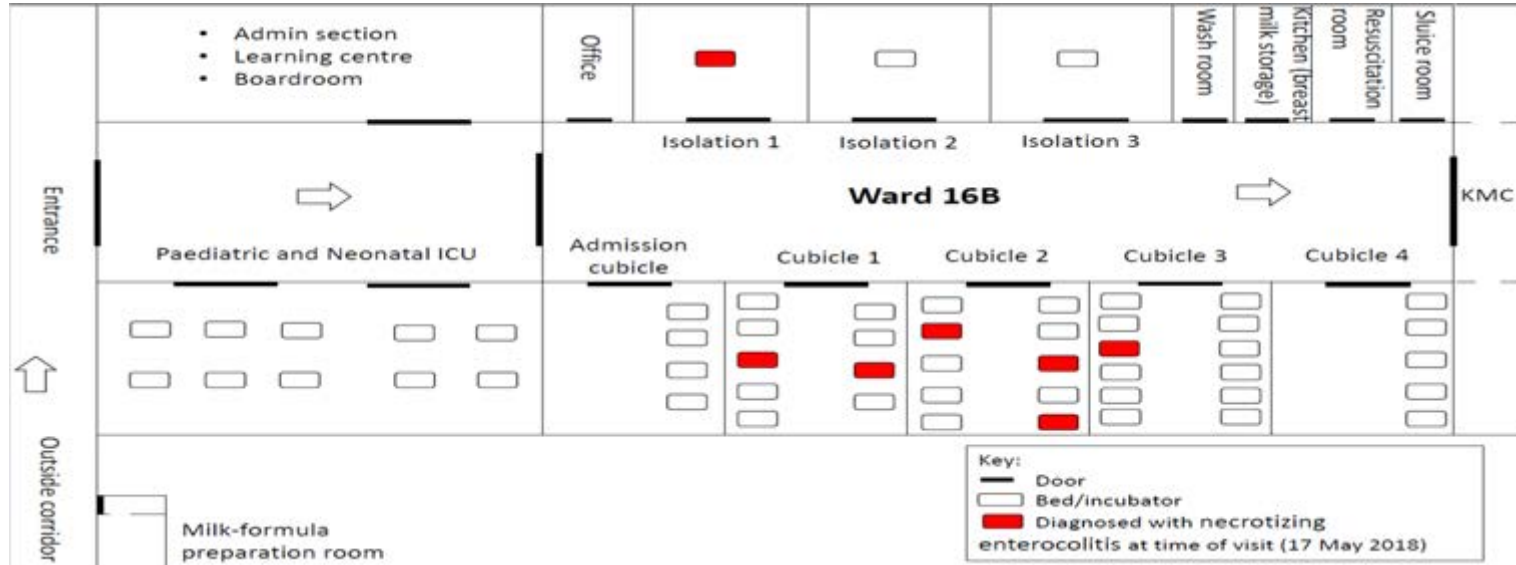 • Admin section
• Learning centre
• Boardroom
Office
Wash room
Kitchen (breast
milk storage)
Resuscitation
room
Sluice room
Isolation 1
Isolation 2
Isolation 3
Entrance
Ward 16B
KMC
Paediatric and Neonatal ICU
Admission
cubicle
Cubicle 1
Cubicle 2
Cubicle 3
Cubicle 4
Outside corridor
Milk-formula
preparation room
Key:
Door
Bed/incubator
Diagnosed with necrotizing
enterocolitis at time of visit (17 May 2018)